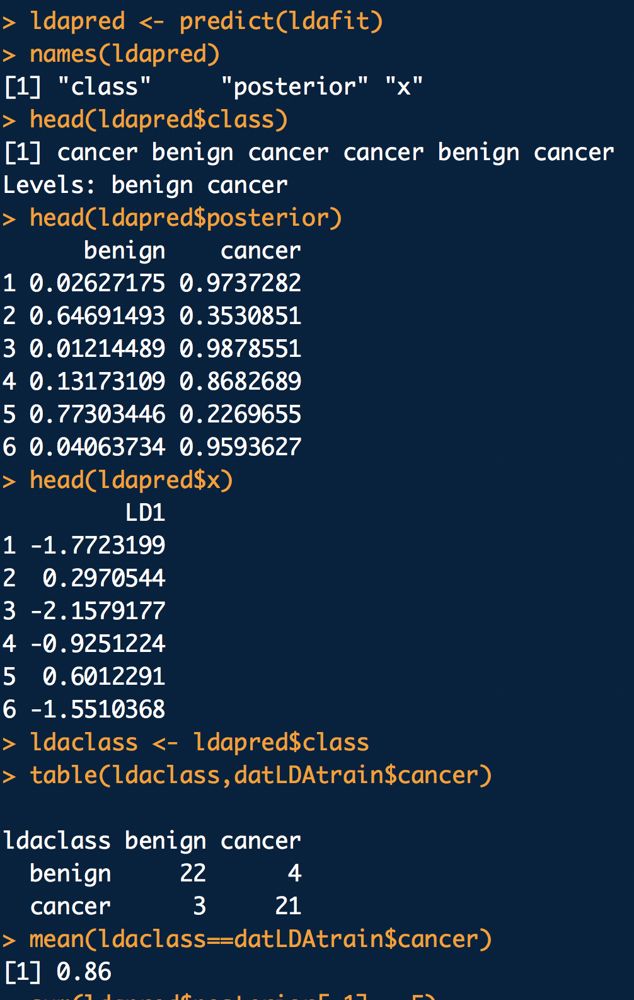 > ldapred <- predict(ldafit)
> names(ldapred)
[1] "class"     "posterior" "x"
> head(ldapred$class)
[1] cancer benign cancer cancer benign cancer
Levels: benign cancer
> head(ldapred$posterior)
      benign    cancer
1 0.02627175 0.9737282
2 0.64691493 0.3530851
3 0.01214489 0.9878551
4 0.13173109 0.8682689
5 0.77303446 0.2269655
6 0.04063734 0.9593627
> head(ldapred$x)
         LD1
1 -1.7723199
2  0.2970544
3 -2.1579177
4 -0.9251224
5  0.6012291
6 -1.5510368
> ldaclass <- ldapred$class
> table(ldaclass,datLDAtrain$cancer)

ldaclass benign cancer
  benign     22      4
  cancer      3     21
> mean(ldaclass==datLDAtrain$cancer)
[1] 0.86